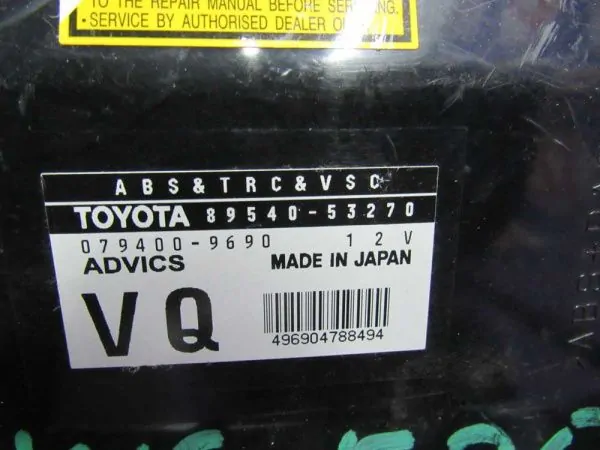 TO THE REPAIR MANUAL BEFORE SERVICING.
• SERVICE BY AUTHORISED DEALER ONLY.
ABS&TRC&VSC
TOYOTA 89540-53270
079400-9690 12V
ADVICS MADE IN JAPAN
VQ
496904788494